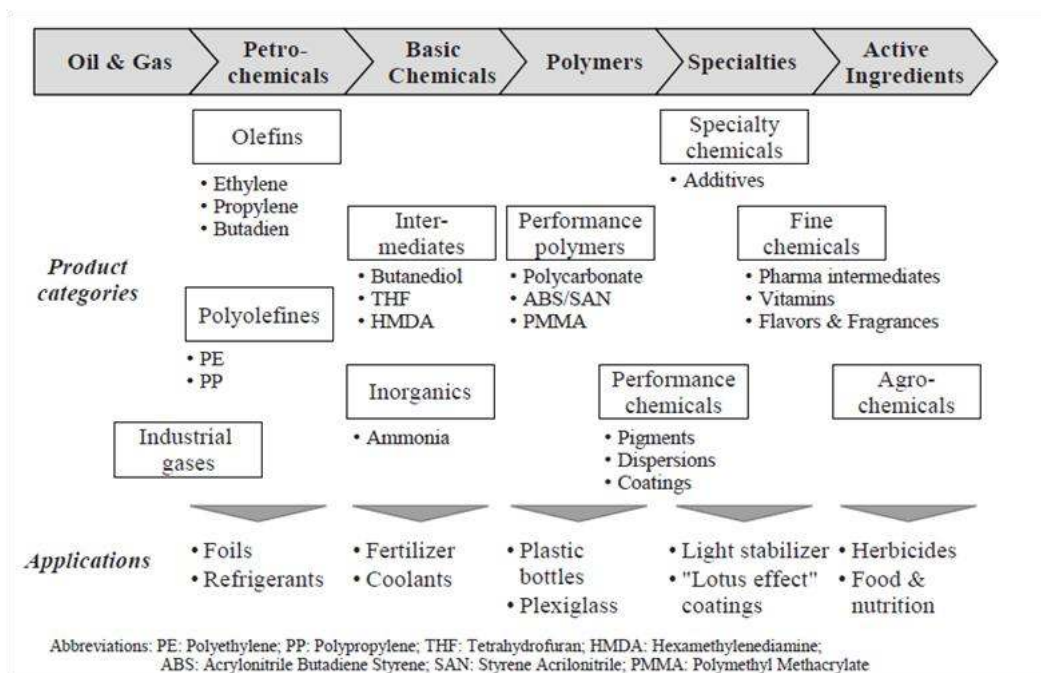 Oil & Gas
Petro-
chemicals
Basic
Chemicals
Polymers
Specialties
Active
Ingredients
Product
categories
Olefins
• Ethylene
• Propylene
• Butadien
Polyolefines
• PE
• PP
Industrial
gases
Inter-
mediates
• Butanediol
• THF
• HMDA
Inorganics
• Ammonia
Performance
polymers
• Polycarbonate
• ABS/SAN
• PMMA
Performance
chemicals
• Pigments
• Dispersions
• Coatings
Specialty
chemicals
• Additives
Fine
chemicals
• Pharma intermediates
• Vitamins
• Flavors & Fragrances
Agro-
chemicals
Applications
• Foils
• Refrigerants
• Fertilizer
• Coolants
• Plastic
bottles
• Plexiglass
• Light stabilizer
• "Lotus effect"
coatings
• Herbicides
• Food &
nutrition
Abbreviations: PE: Polyethylene; PP: Polypropylene; THF: Tetrahydrofuran; HMDA: Hexamethylenediamine;
ABS: Acrylonitrile Butadiene Styrene; SAN: Styrene Acrilonitrile; PMMA: Polymethyl Methacrylate